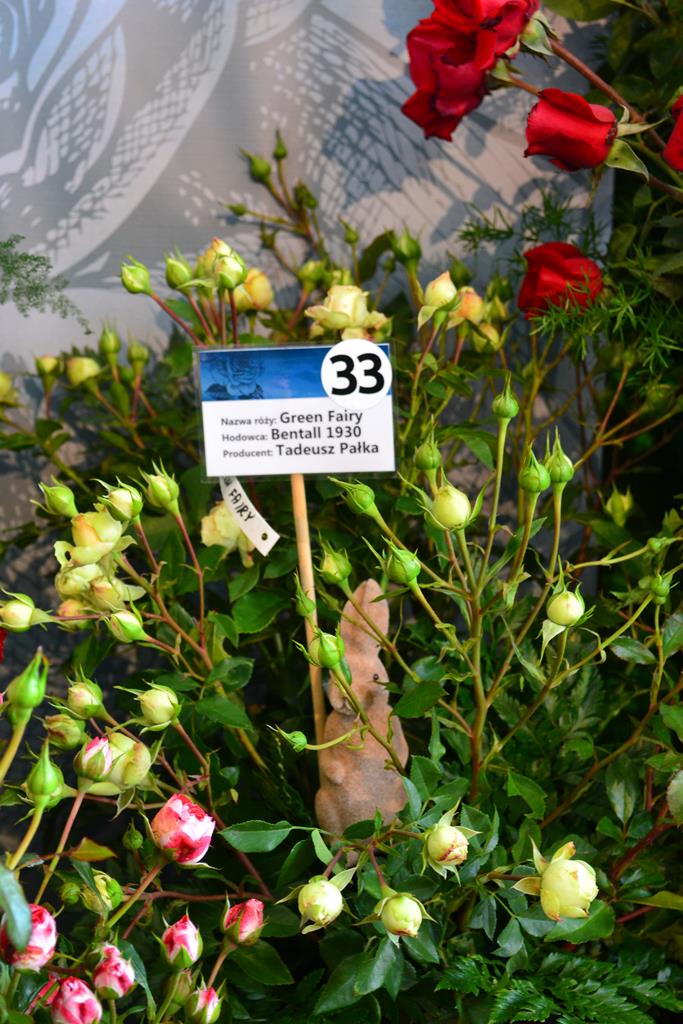 33
Nazwa róży: Green Fairy
Hodowca: Bentall 1930
Producent: Tadeusz Pałka
FAIRY